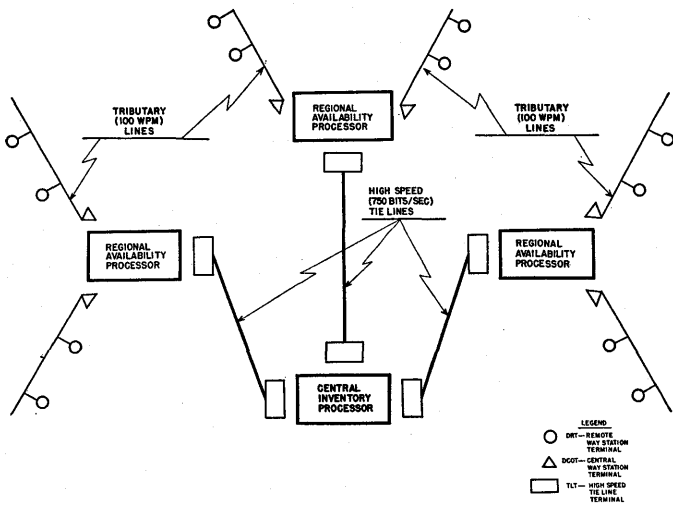 REGIONAL
AVAILABILITY
PROCESSOR
TRIBUTARY
(100 WPM)
LINES
TRIBUTARY
(100 WPM)
LINES
HIGH SPEED
(750 BITS/SEC)
TIE LINES
REGIONAL
AVAILABILITY
PROCESSOR
REGIONAL
AVAILABILITY
PROCESSOR
CENTRAL
INVENTORY
PROCESSOR
LEGEND
DRT—REMOTE
WAY STATION
TERMINAL
DCOT—CENTRAL
WAY STATION
TERMINAL
TLT—HIGH SPEED
TIE LINE
TERMINAL